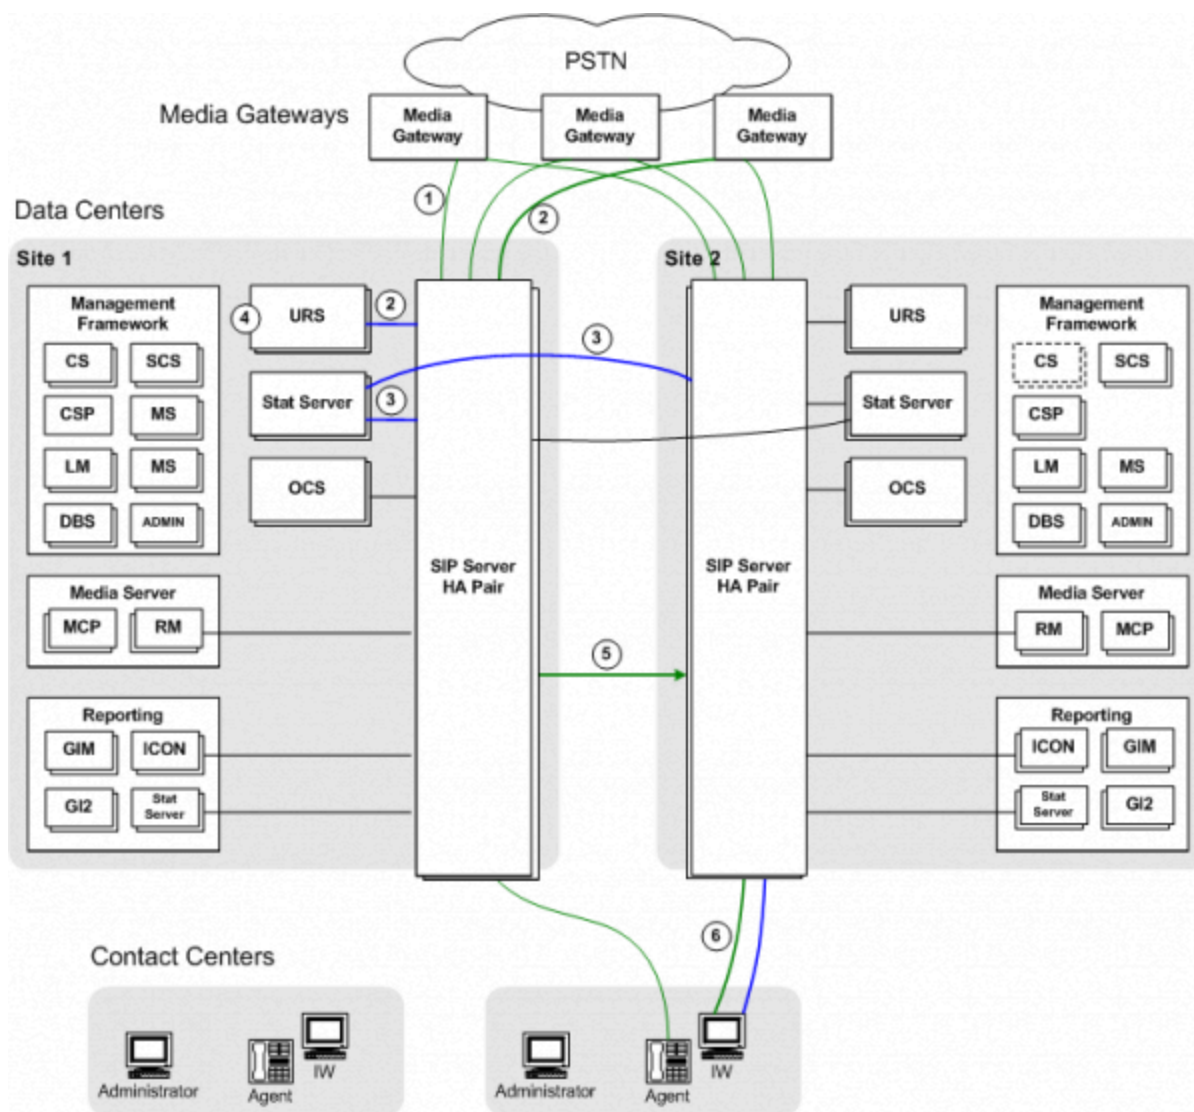 PSTN
Media Gateways
Media
Gateway
Media
Gateway
Media
Gateway
1
2
Data Centers
Site 1
Management
Framework
CS
SCS
CSP
MS
LM
MS
DBS
ADMIN
4
URS
2
Stat Server
3
3
OCS
SIP Server
HA Pair
Media Server
MCP
RM
Reporting
GIM
ICON
GI2
Stat
Server
5
Site 2
SIP Server
HA Pair
URS
Stat Server
OCS
Management
Framework
CS
SCS
CSP
LM
MS
DBS
ADMIN
Media Server
RM
MCP
Reporting
ICON
GIM
Stat
Server
GI2
6
Contact Centers
Administrator
Agent
IW
Administrator
Agent
IW